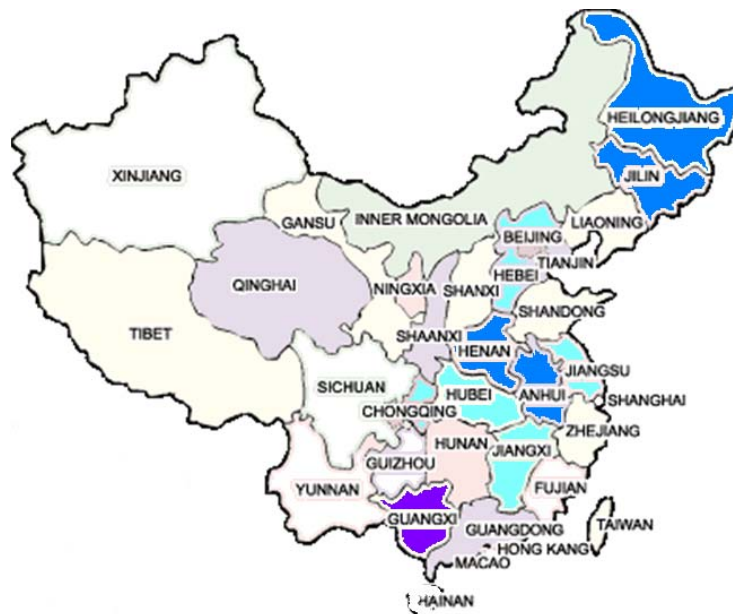 HEILONGJIANG
JILIN
XINJIANG
GANSU
INNER MONGOLIA
LIAONING
BEIJING
TIANJIN
HEBEI
QINGHAI
NINGXIA
SHANXI
SHANDONG
TIBET
SHAANXI
HENAN
JIANGSU
SICHUAN
HUBEI
ANHUI
SHANGHAI
CHONGQING
ZHEJIANG
HUNAN
JIANGXI
GUIZHOU
YUNNAN
FUJIAN
GUANGXI
GUANGDONG
TAIWAN
HONG KANG
MACAO
HAINAN